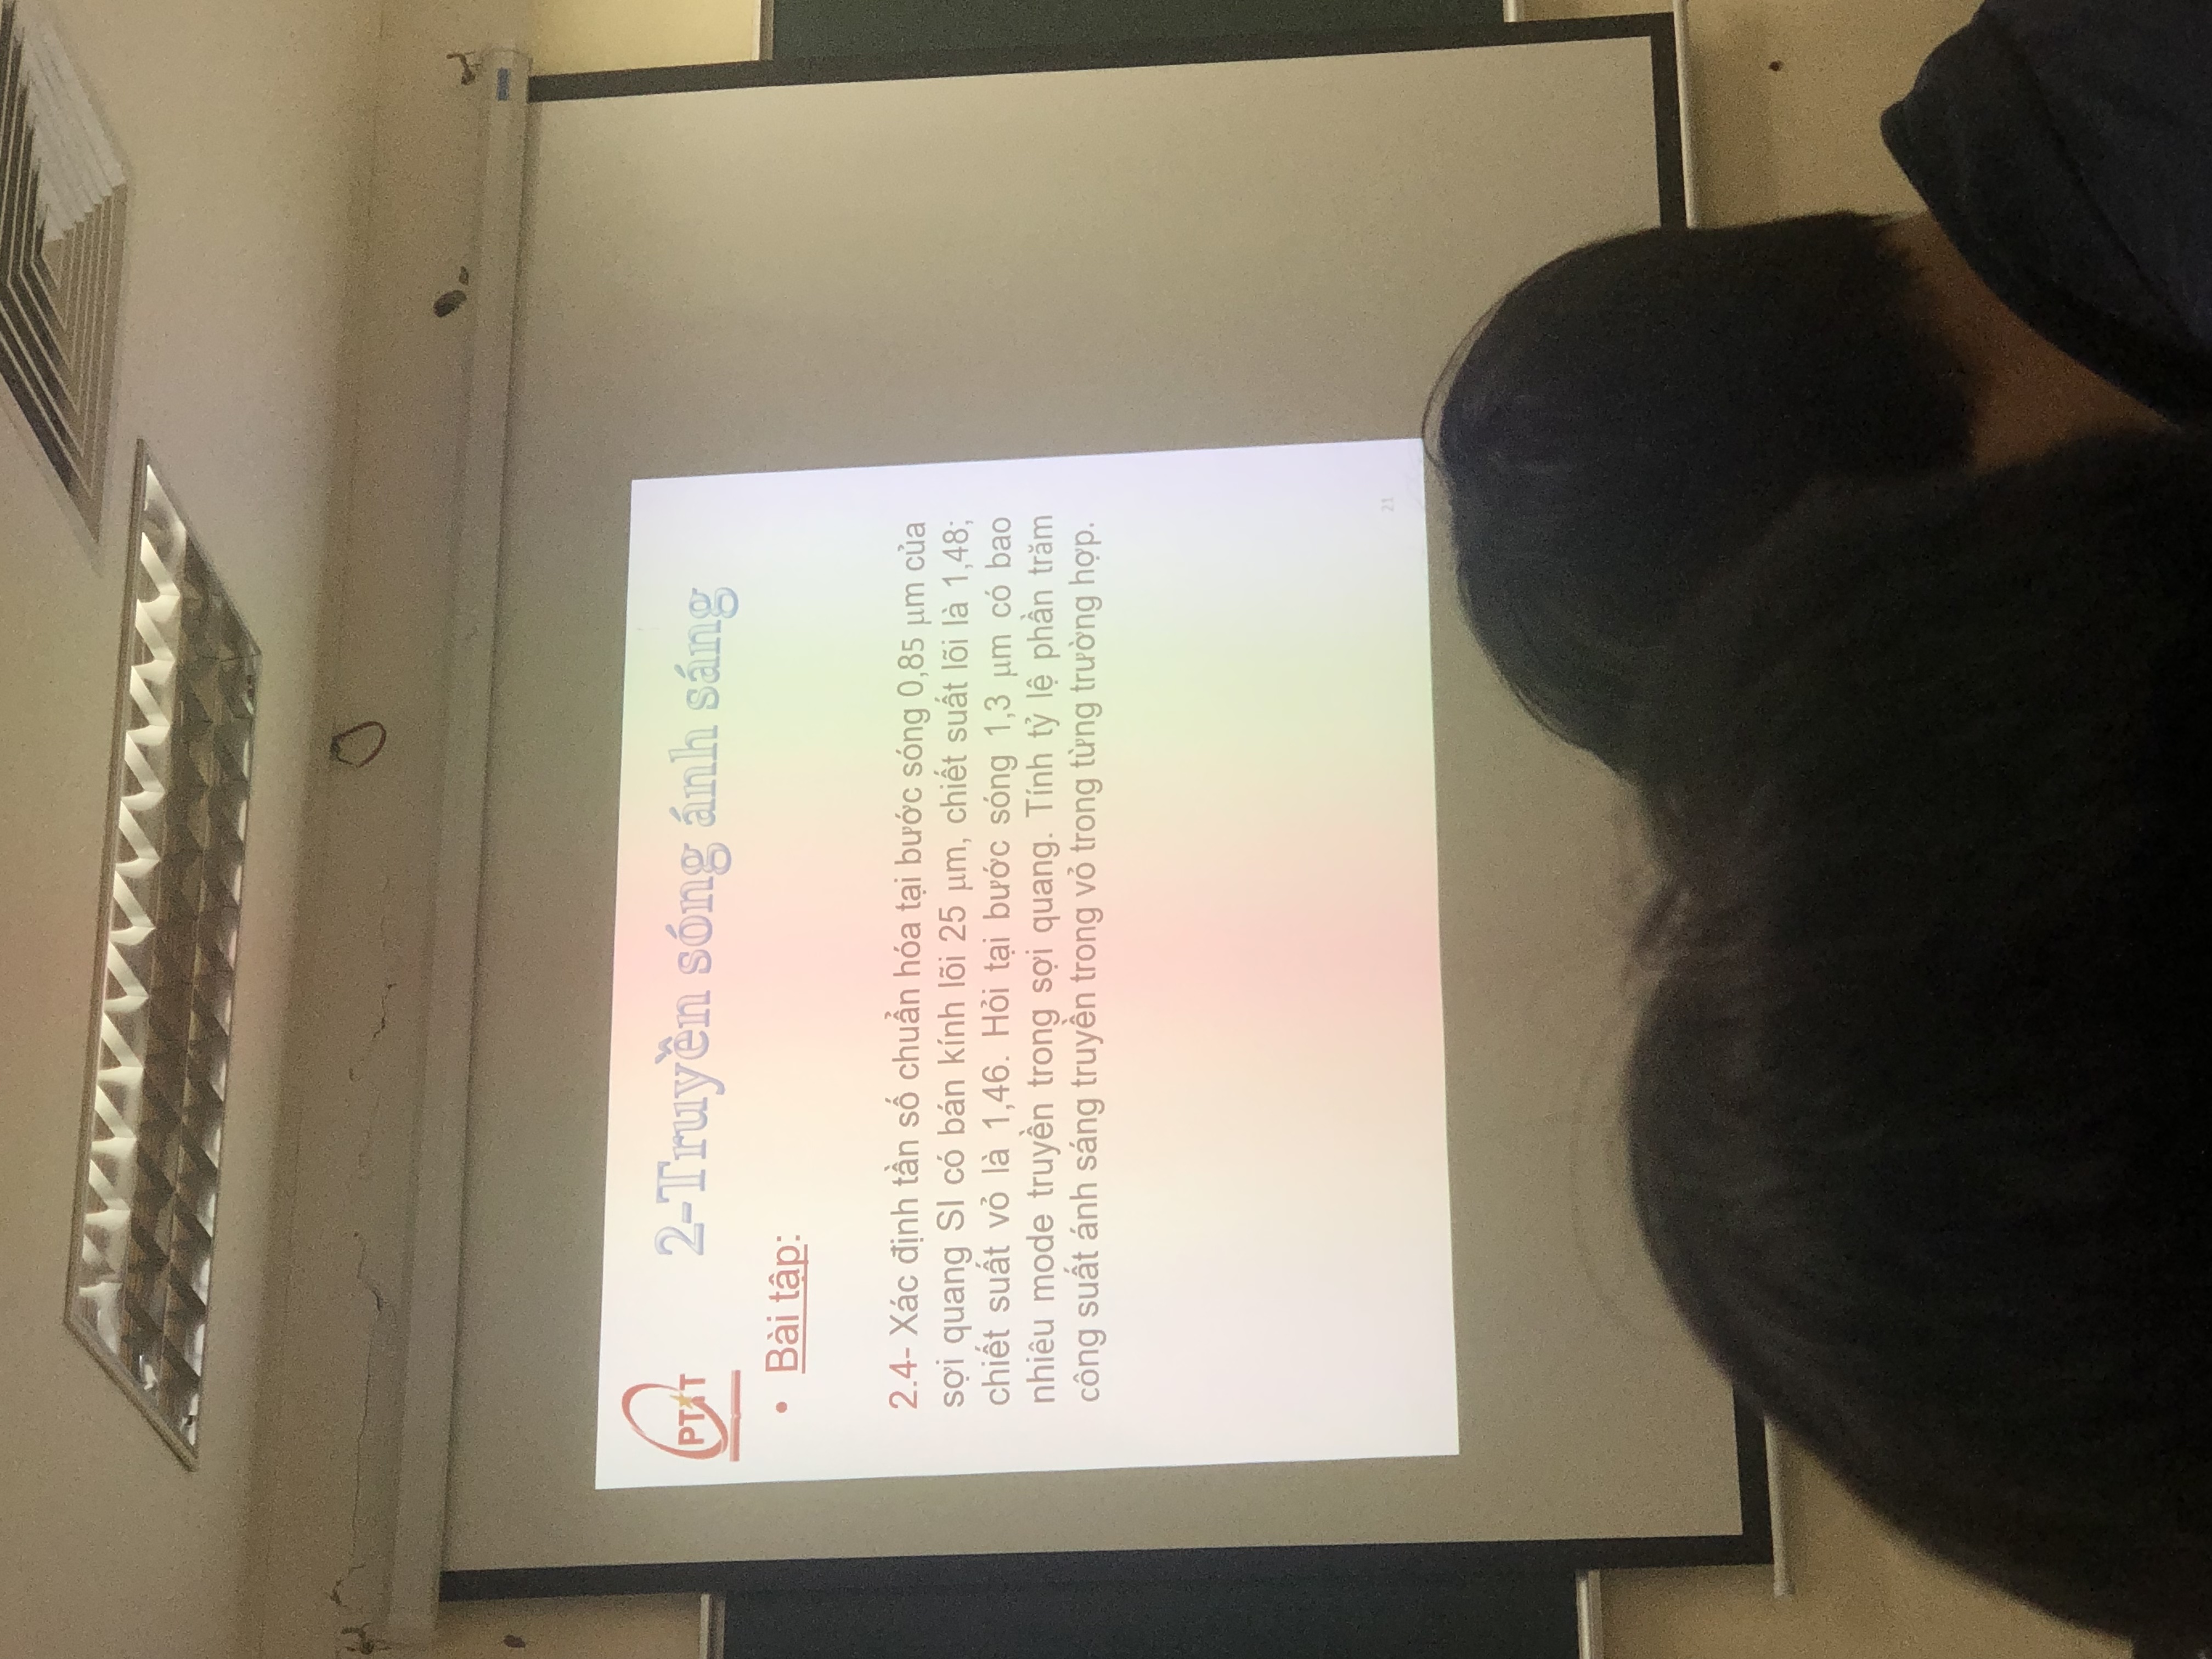 PTIT
2-Truyền sóng ánh sáng
• Bài tập:
2.4- Xác định tần số chuẩn hóa tại bước sóng 0,85 μm của
sợi quang SI có bán kính lõi 25 μm, chiết suất lõi là 1,48;
chiết suất vỏ là 1,46. Hỏi tại bước sóng 1,3 μm có bao
nhiêu mode truyền trong sợi quang. Tính tỷ lệ phần trăm
công suất ánh sáng truyền trong vỏ trong từng trường hợp.
21